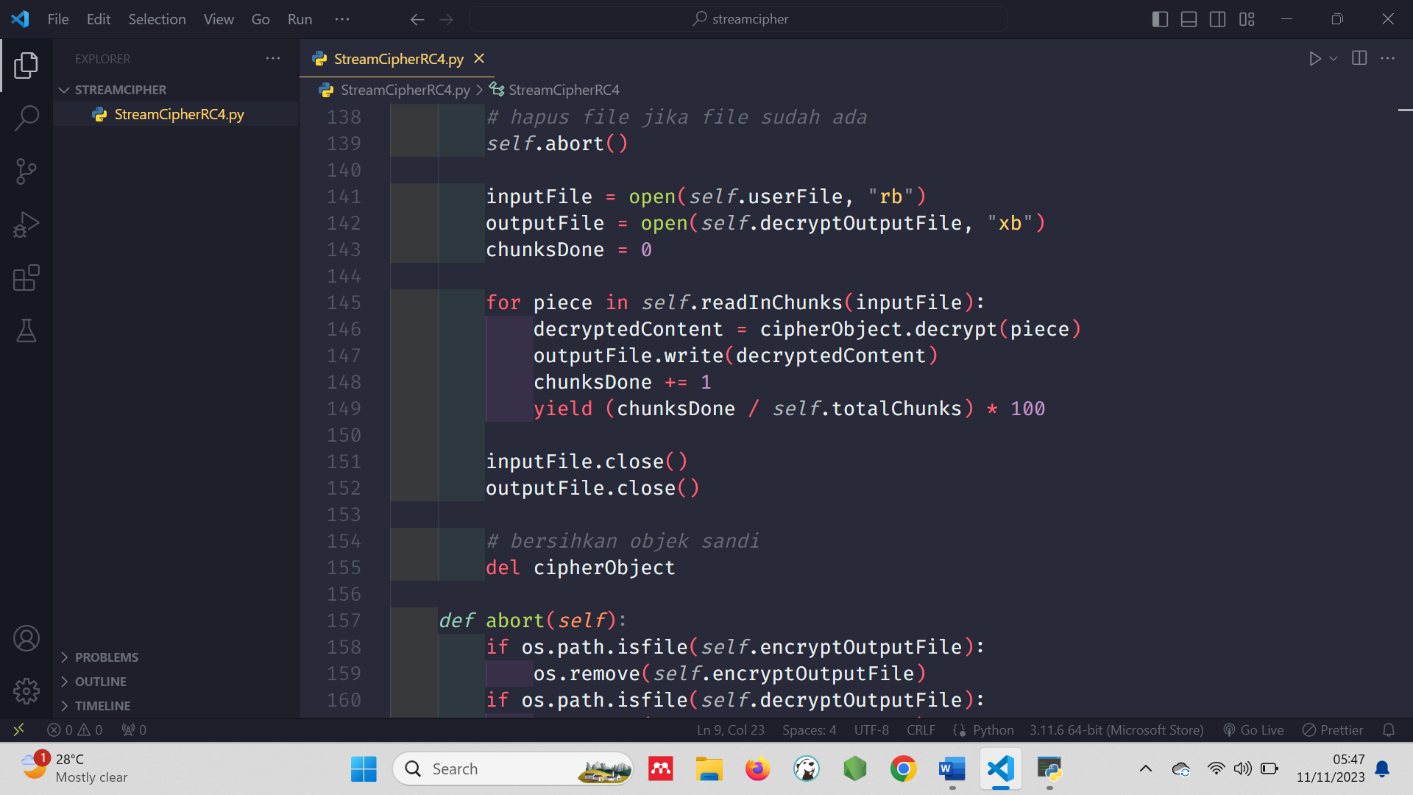 File Edit Selection View Go Run ···
streamcipher
EXPLORER
StreamCipherRC4.py
STREAMCIPHER
StreamCipherRC4.py
StreamCipherRC4.py > StreamCipherRC4
138 # hapus file jika file sudah ada
139 self.abort()
140
141 inputFile = open(self.userFile, "rb")
142 outputFile = open(self.decryptOutputFile, "xb")
143 chunksDone = 0
144
145 for piece in self.readInChunks(inputFile):
146 decryptedContent = cipherObject.decrypt(piece)
147 outputFile.write(decryptedContent)
148 chunksDone += 1
149 yield (chunksDone / self.totalChunks) * 100
150
151 inputFile.close()
152 outputFile.close()
153
154 # bersihkan objek sandi
155 del cipherObject
156
157 def abort(self):
158 if os.path.isfile(self.encryptOutputFile):
159 os.remove(self.encryptOutputFile)
160 if os.path.isfile(self.decryptOutputFile):
PROBLEMS
OUTLINE
TIMELINE
0 0 0 Ln 9, Col 23 Spaces: 4 UTF-8 CRLF Python 3.11.6 64-bit (Microsoft Store) Go Live Prettier
1 28°C
Mostly clear
Search
05:47
11/11/2023